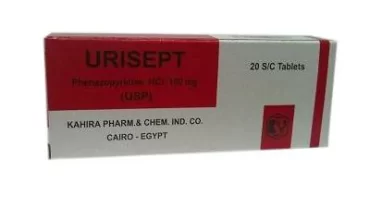 URISEPT
Phenazopyridine HCl 100 mg
(USP)
20 S/C Tablets
KAHIRA PHARM.& CHEM. IND. CO.
CAIRO - EGYPT